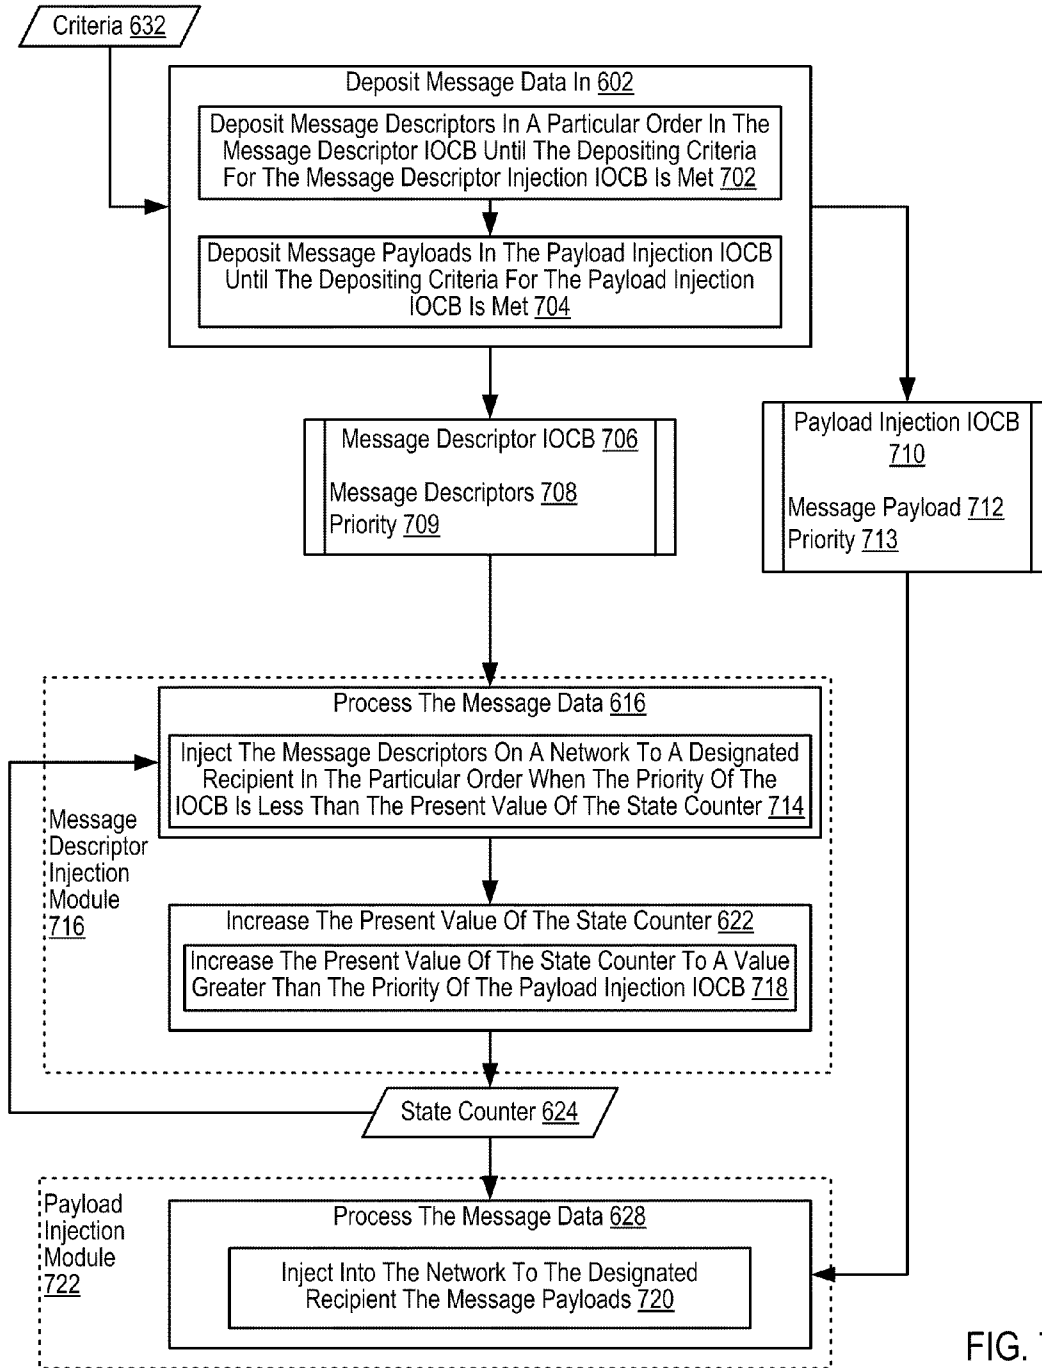 Criteria 632
Deposit Message Data In 602
Deposit Message Descriptors In A Particular Order In The
Message Descriptor IOCB Until The Depositing Criteria
For The Message Descriptor Injection IOCB Is Met 702
Deposit Message Payloads In The Payload Injection IOCB
Until The Depositing Criteria For The Payload Injection
IOCB Is Met 704
Message Descriptor IOCB 706
Message Descriptors 708
Priority 709
Payload Injection IOCB
710
Message Payload 712
Priority 713
Process The Message Data 616
Inject The Message Descriptors On A Network To A Designated
Recipient In The Particular Order When The Priority Of The
IOCB Is Less Than The Present Value Of The State Counter 714
Message
Descriptor
Injection
Module
716
Increase The Present Value Of The State Counter 622
Increase The Present Value Of The State Counter To A Value
Greater Than The Priority Of The Payload Injection IOCB 718
State Counter 624
Payload
Injection
Module
722
Process The Message Data 628
Inject Into The Network To The Designated
Recipient The Message Payloads 720
FIG.